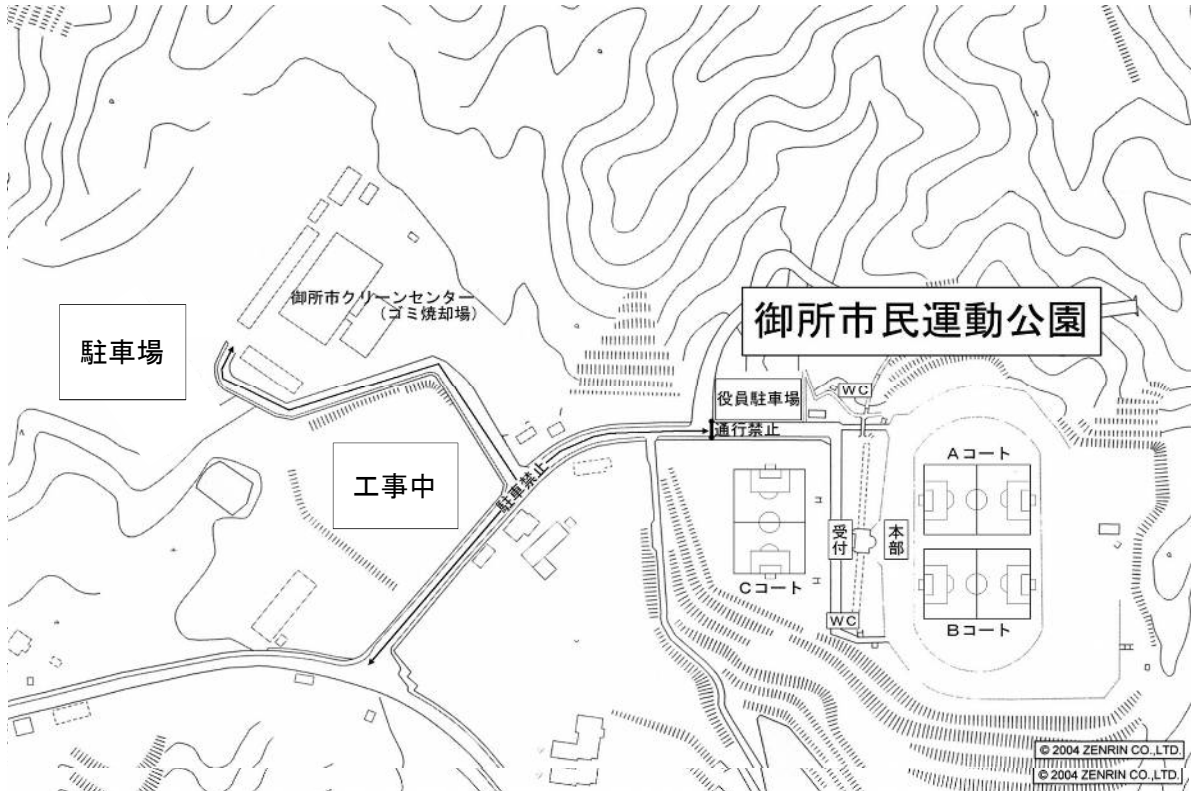 御所市クリーンセンター
（ゴミ焼却場）
御所市民運動公園
駐車場
役員駐車場
WC
通行禁止
Aコート
工事中
駐車禁止
受付
本部
Cコート
WC
Bコート
© 2004 ZENRIN CO.,LTD.
© 2004 ZENRIN CO.,LTD.